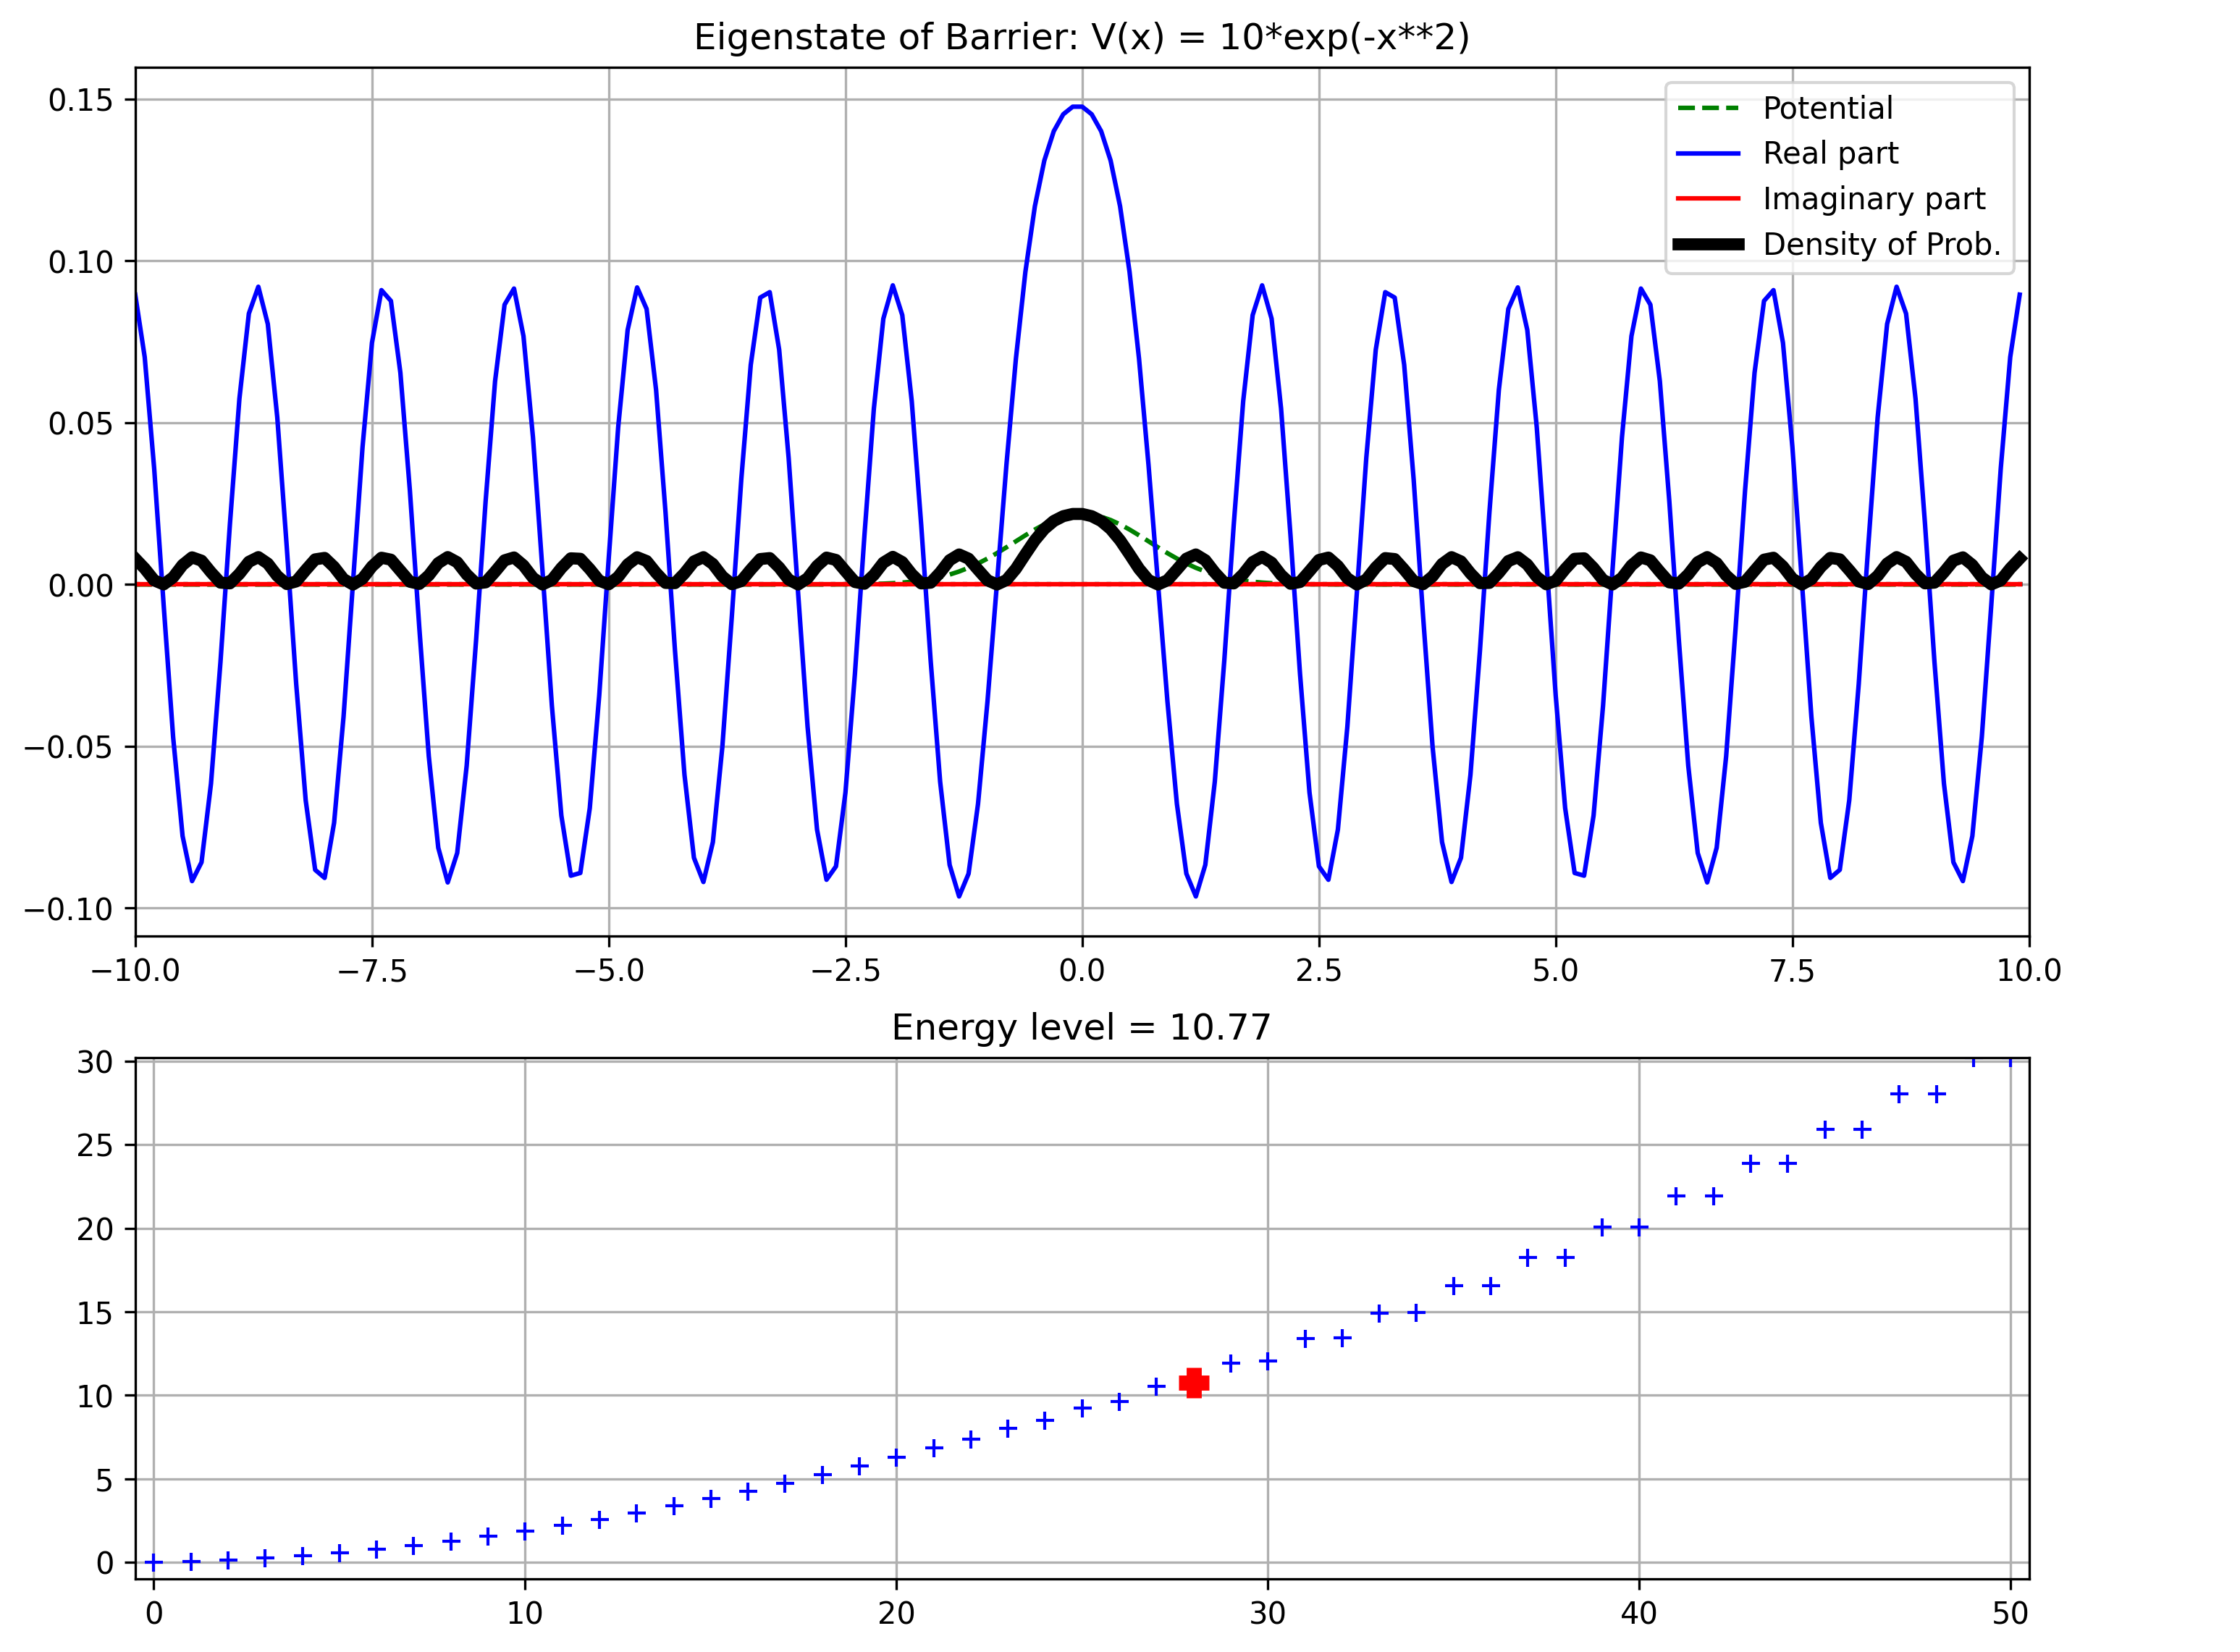 Eigenstate of Barrier: V(x) = 10*exp(-x**2)
0.15
0.10
0.05
0.00
−0.05
−0.10
Potential
Real part
Imaginary part
Density of Prob.
−10.0 −7.5 −5.0 −2.5 0.0 2.5 5.0 7.5 10.0
Energy level = 10.77
30
25
20
15
10
5
0
0 10 20 30 40 50